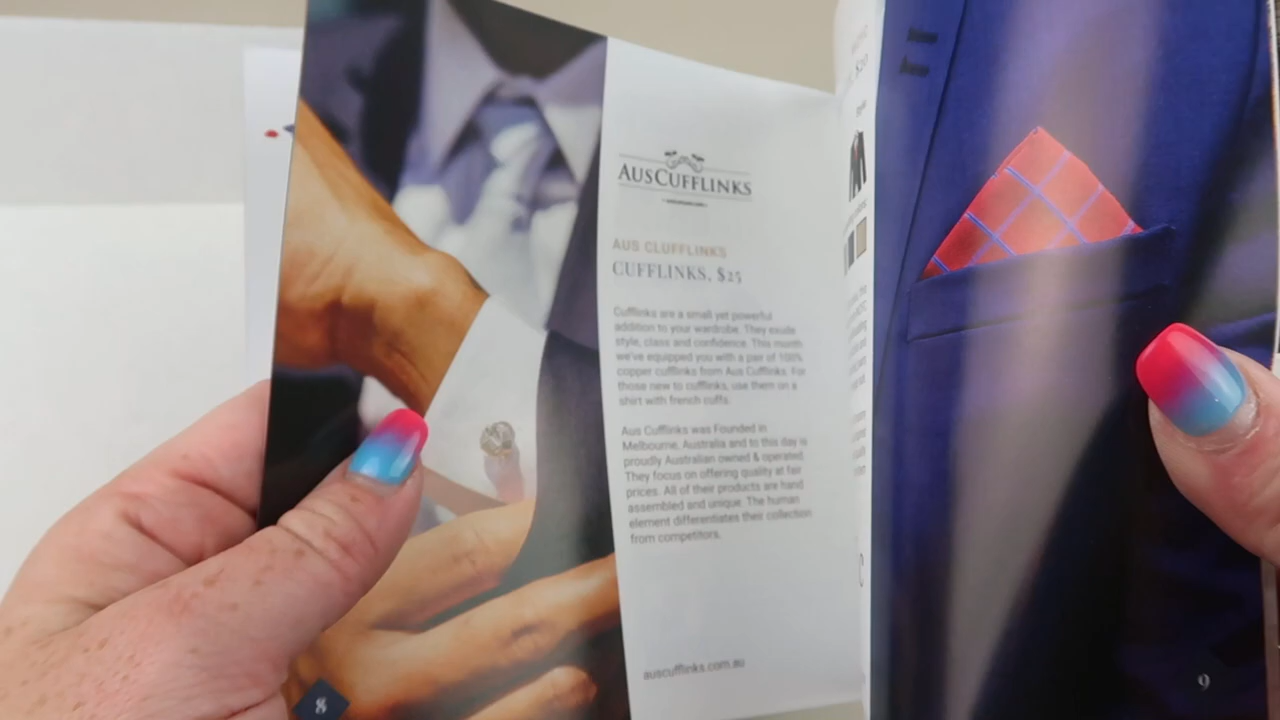 AUSCUFFLINKS
AUS CLUFFLINKS
CUFFLINKS, $25
Cufflinks are a small yet powerful
addition to your wardrobe. They exude
style, class and confidence. This month
we've equipped you with a pair of 100%
copper cufflinks from Aus Cufflinks. For
those new to cufflinks, use them on a
shirt with french cuffs.
Aus Cufflinks was Founded in
Melbourne, Australia and to this day is
proudly Australian owned & operated.
They focus on offering quality at fair
prices. All of their products are hand
assembled and unique. The human
element differentiates their collection
from competitors.
auscufflinks.com.au
8
9